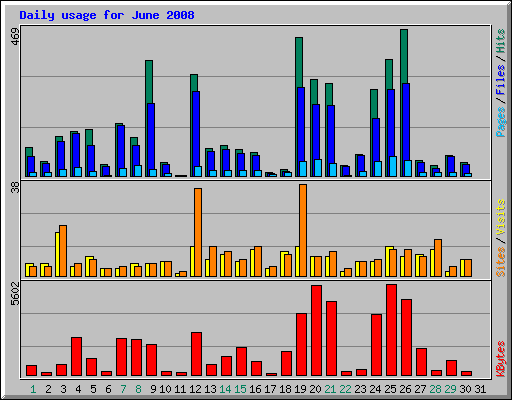 Daily usage for June 2008
469
Pages / Files / Hits
38
Sites / Visits
5602
KBytes
1 2 3 4 5 6 7 8 9 10 11 12 13 14 15 16 17 18 19 20 21 22 23 24 25 26 27 28 29 30 31